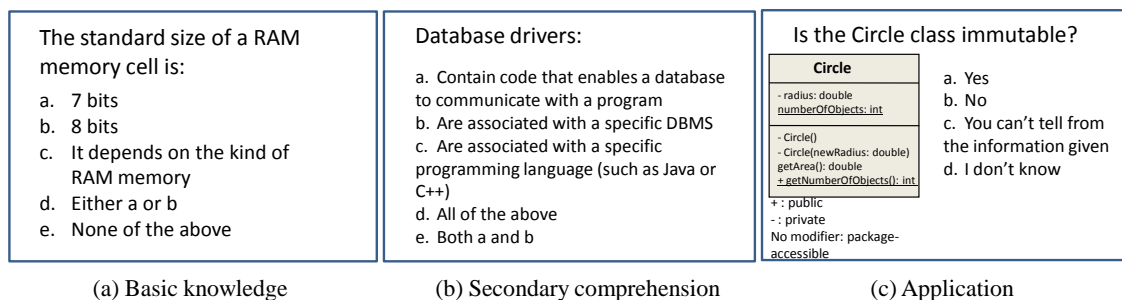 The standard size of a RAM
memory cell is:
a. 7 bits
b. 8 bits
c. It depends on the kind of
RAM memory
d. Either a or b
e. None of the above
(a) Basic knowledge
Database drivers:
a. Contain code that enables a database
to communicate with a program
b. Are associated with a specific DBMS
c. Are associated with a specific
programming language (such as Java or
C++)
d. All of the above
e. Both a and b
(b) Secondary comprehension
Is the Circle class immutable?
Circle
- radius: double
numberOfObjects: int
- Circle()
- Circle(newRadius: double)
getArea(): double
+ getNumberOfObjects(): int
+ : public
- : private
No modifier: package-
accessible
a. Yes
b. No
c. You can't tell from
the information given
d. I don't know
(c) Application